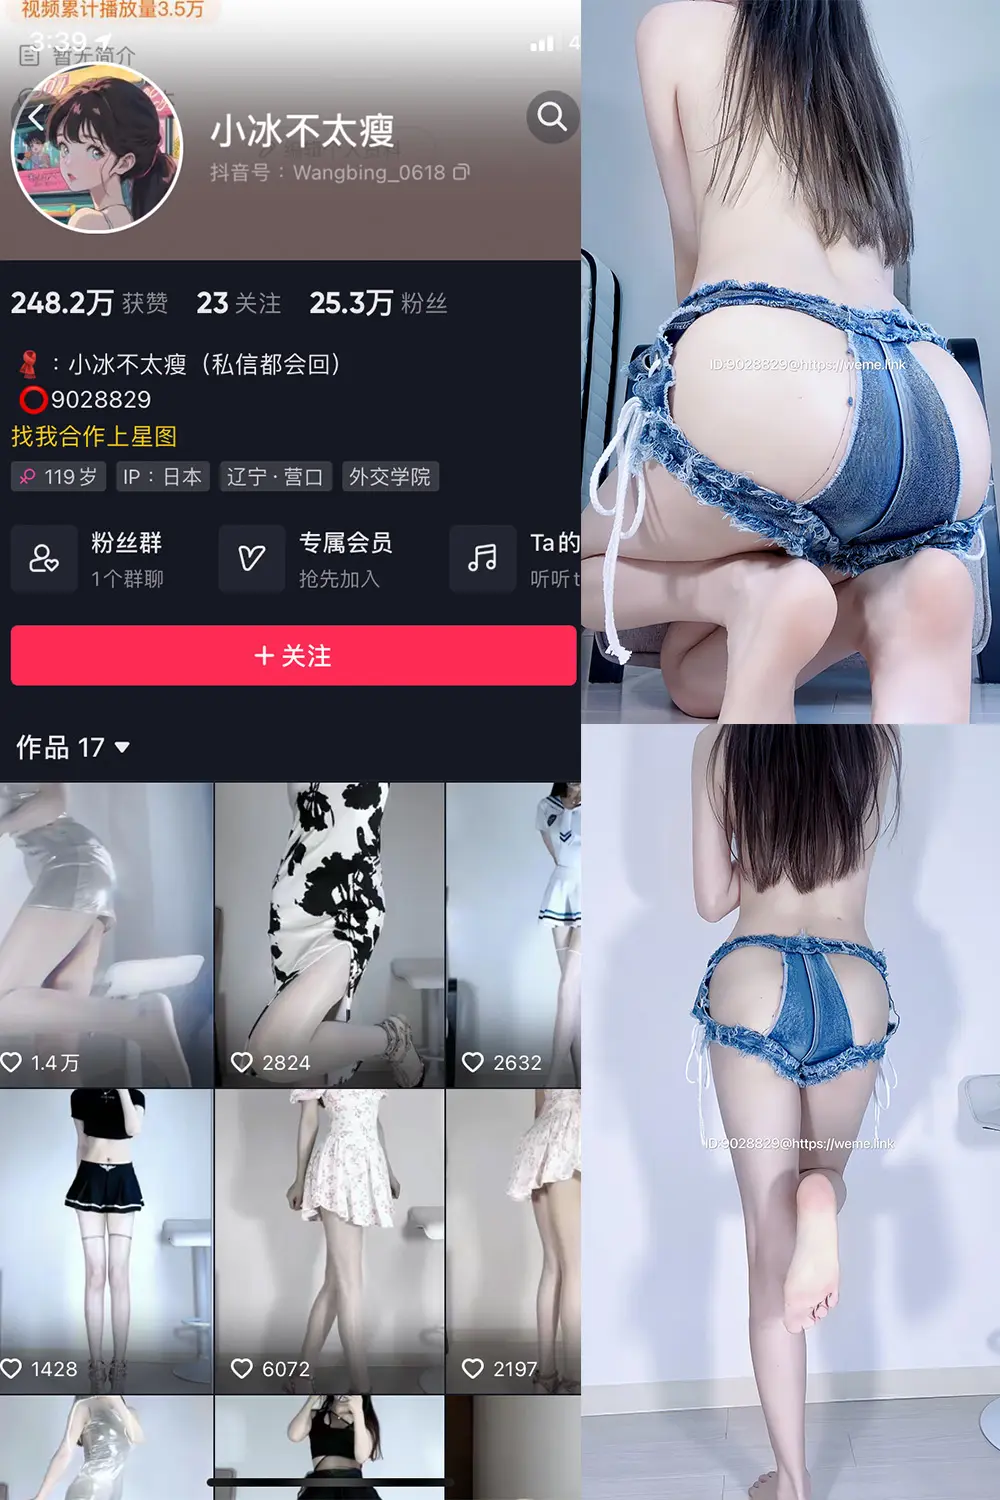 视频累计播放量3.5万
3:39
4
暂无简介
小冰不太瘦
抖音号：Wangbing_0618
248.2万 获赞 23 关注 25.3万 粉丝
：小冰不太瘦（私信都会回）
9028829
找我合作上星图
119岁 IP：日本 辽宁·营口 外交学院
粉丝群 专属会员 Ta的
1个群聊 抢先加入 听听t
+ 关注
作品 17
1.4万 2824 2632
1428 6072 2197
ID:9028829@https://weme.link
ID:9028829@https://weme.link